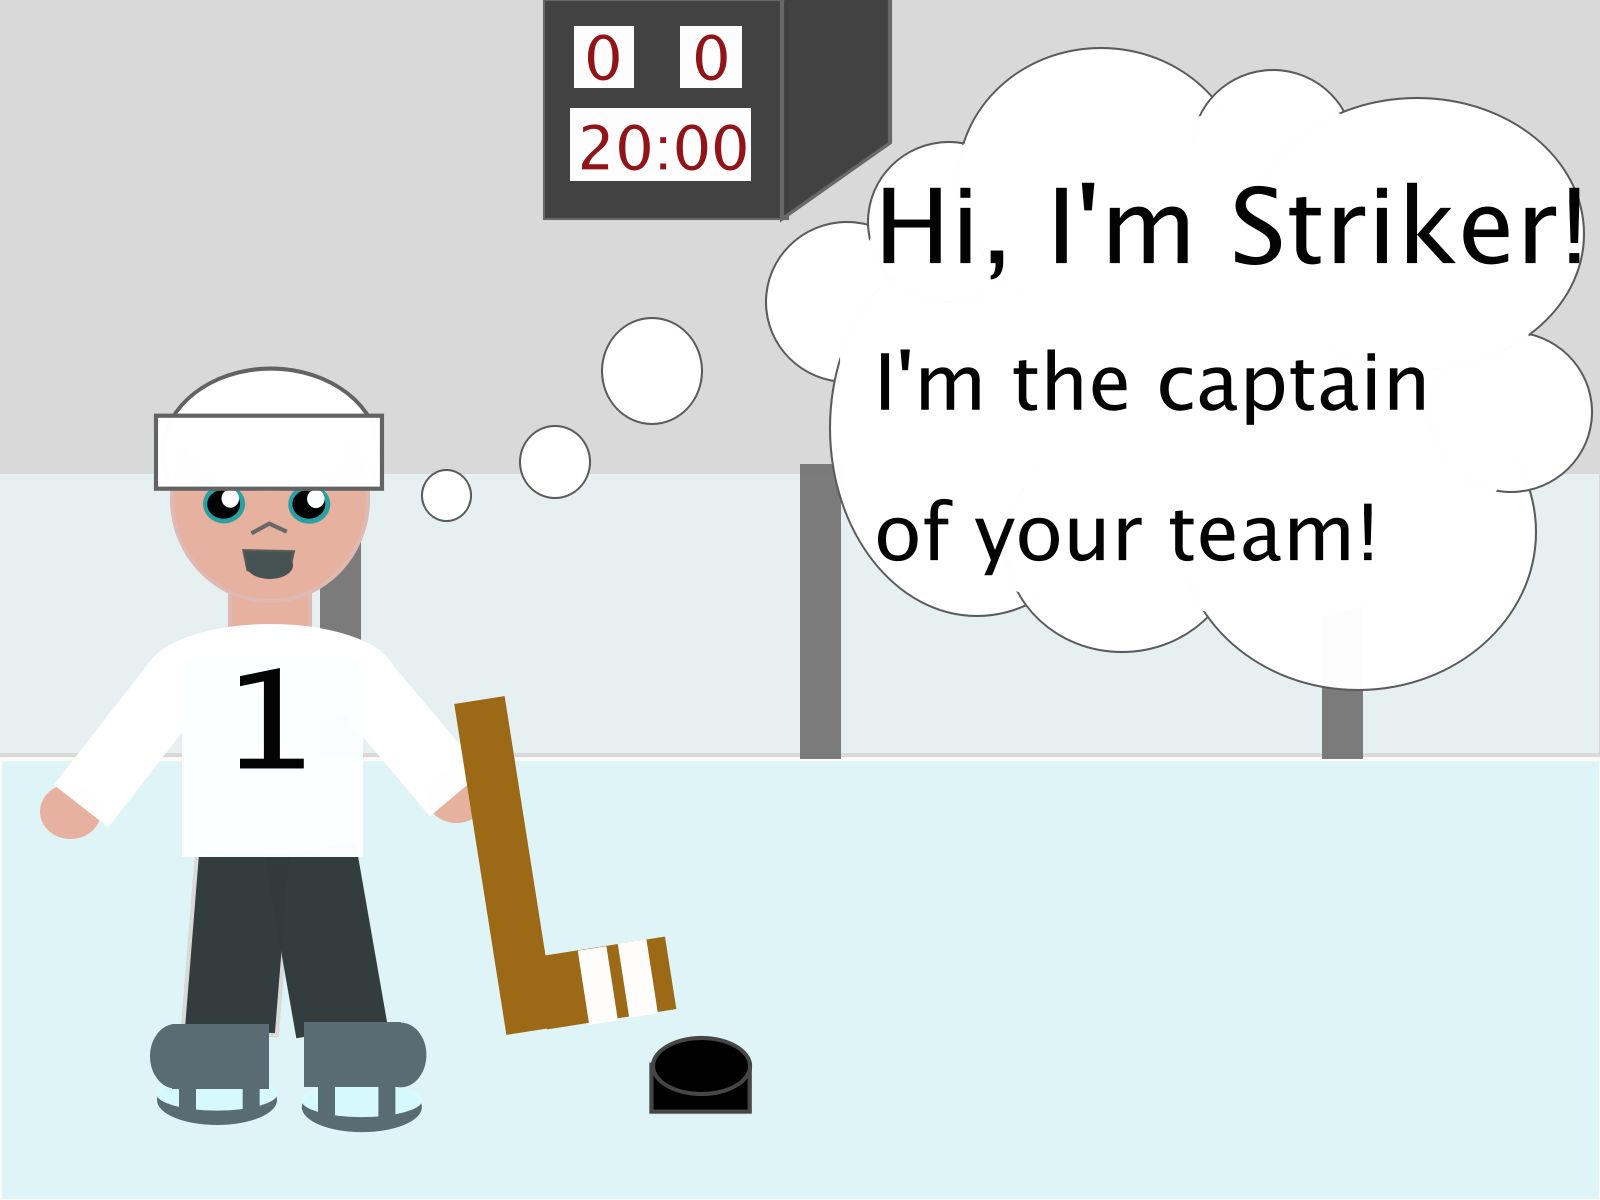 0 0
20:00
Hi, I'm Striker!
I'm the captain
of your team!
1